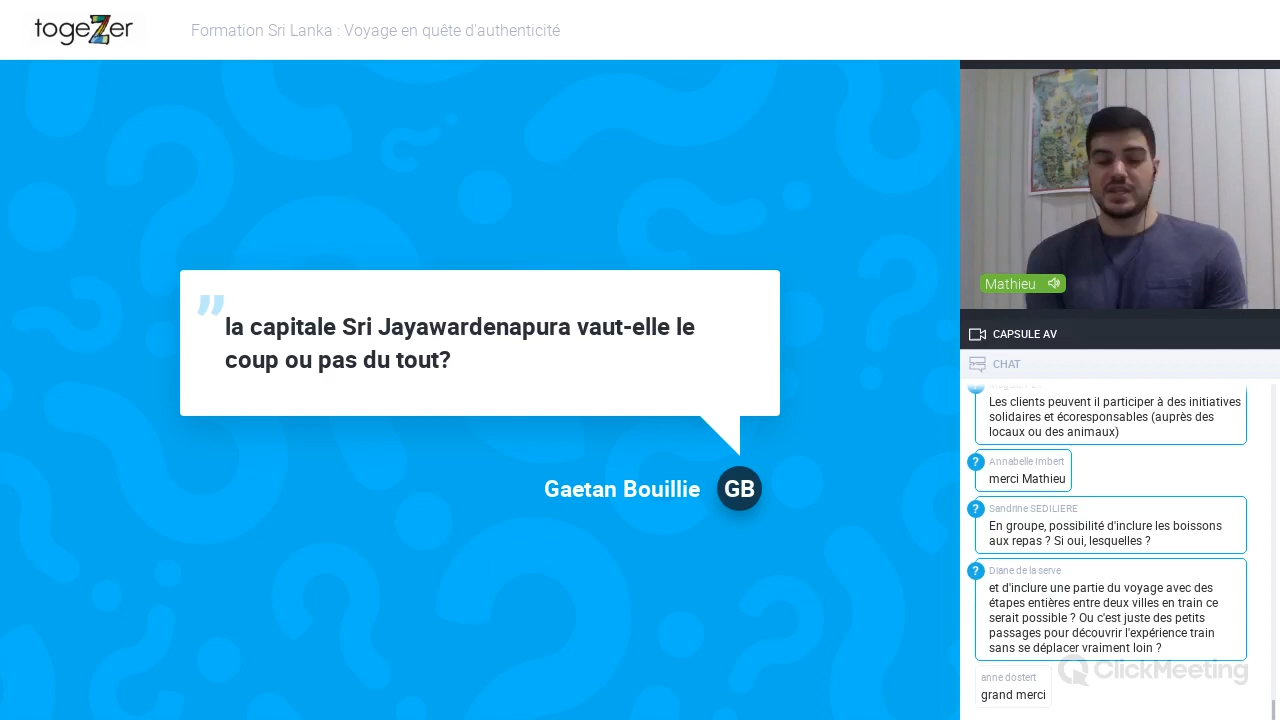 togeZer
Formation Sri Lanka : Voyage en quête d'authenticité
la capitale Sri Jayawardenapura vaut-elle le
coup ou pas du tout?
Gaetan Bouillie
GB
Mathieu
CAPSULE AV
CHAT
Les clients peuvent il participer à des initiatives
solidaires et écoresponsables (auprès des
locaux ou des animaux)
?
Annabelle Imbert
merci Mathieu
?
Sandrine SEDILIERE
En groupe, possibilité d'inclure les boissons
aux repas ? Si oui, lesquelles ?
?
Diane de la serve
et d'inclure une partie du voyage avec des
étapes entières entre deux villes en train ce
serait possible ? Ou c'est juste des petits
passages pour découvrir l'expérience train
sans se déplacer vraiment loin ?
ClickMeeting
anne dostert
grand merci